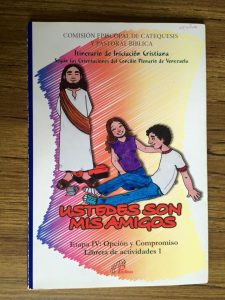 COMISIÓN EPISCOPAL DE CATEQUESIS
Y PASTORAL BÍBLICA
Itinerario de Iniciación Cristiana
Según las Orientaciones del Concilio Plenario de Venezuela
USTEDES SON
MIS AMIGOS
Etapa IV: Opción y Compromiso
Libreta de actividades 1